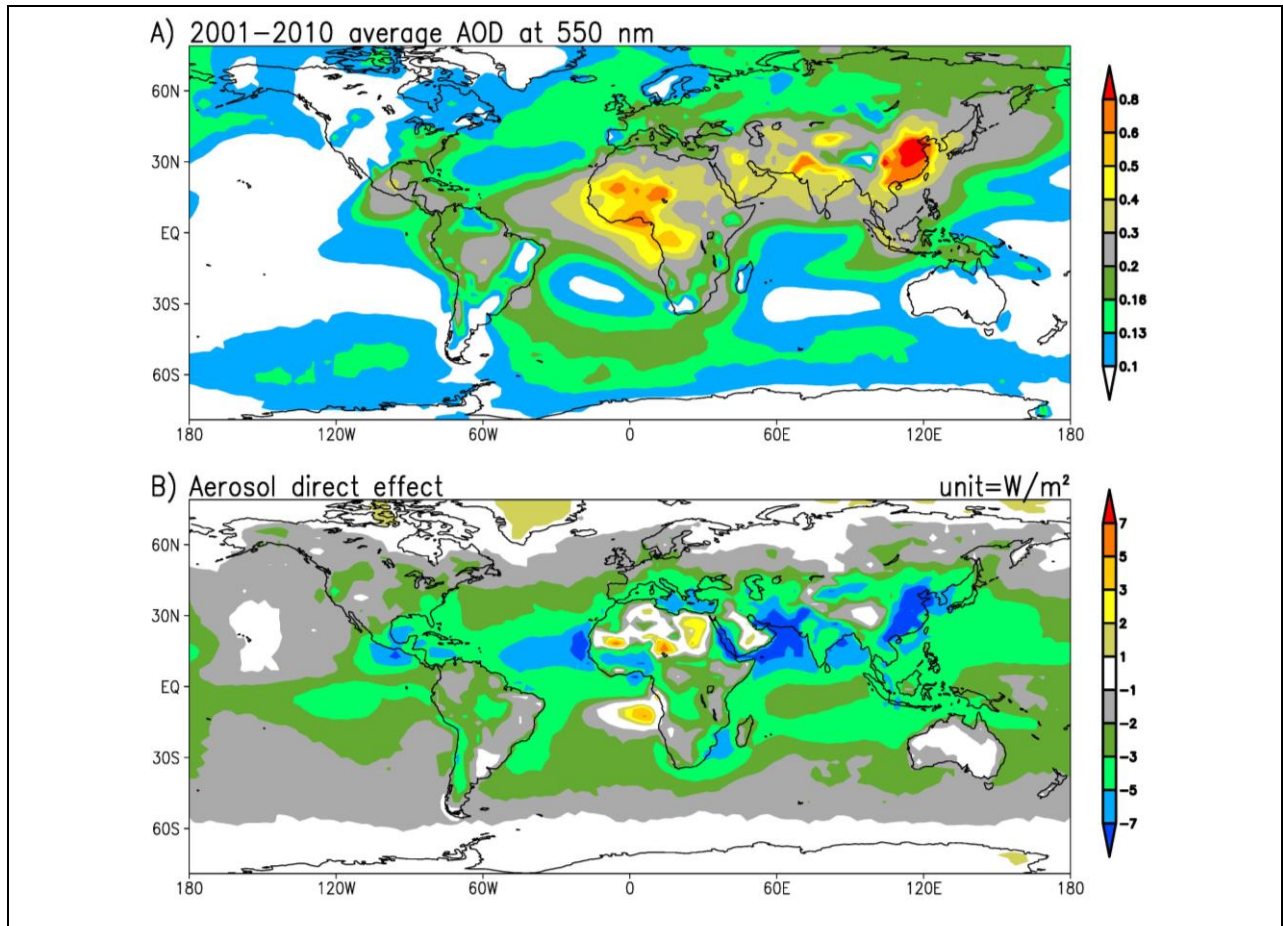 A) 2001-2010 average AOD at 550 nm
60N
30N
EQ
30S
60S
180
120W
60W
0
60E
120E
180
0.8
0.6
0.5
0.4
0.3
0.2
0.16
0.13
0.1
B) Aerosol direct effect unit=W/m²
60N
30N
EQ
30S
60S
180
120W
60W
0
60E
120E
180
7
5
3
2
1
-1
-2
-3
-5
-7